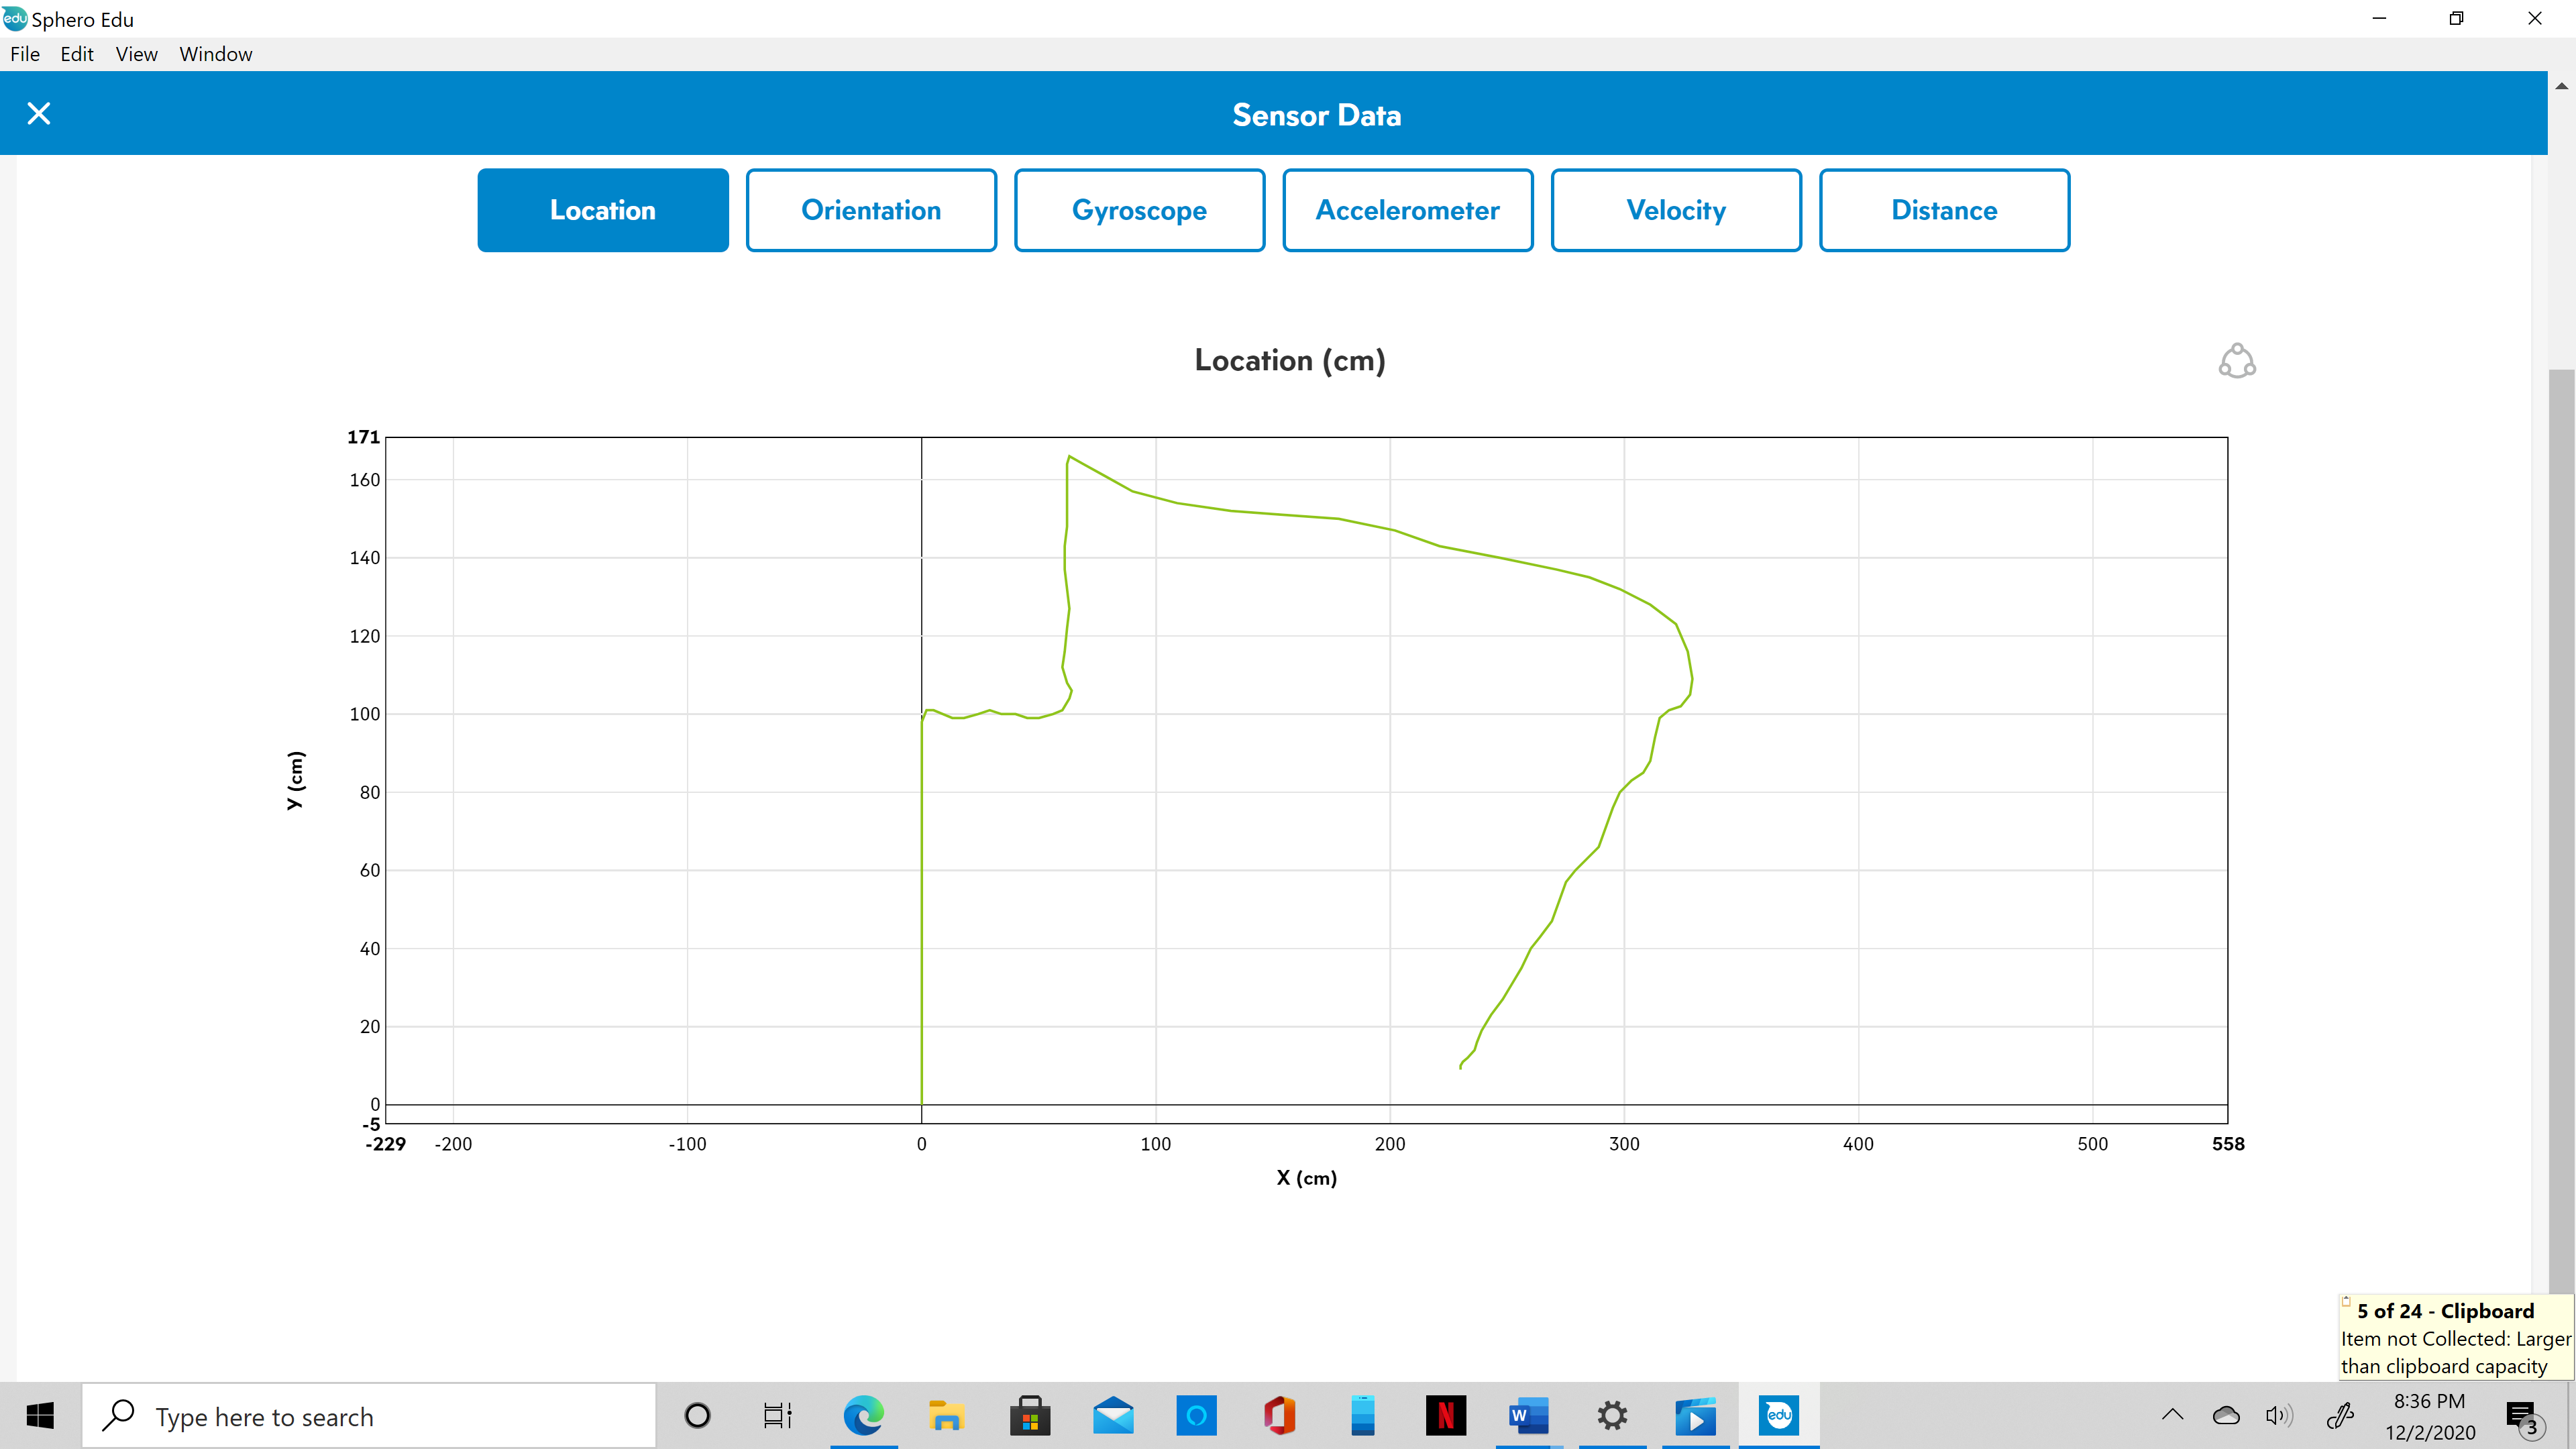 edu Sphero Edu
File Edit View Window
Sensor Data
Location Orientation Gyroscope Accelerometer Velocity Distance
Location (cm)
171
160
140
120
100
80
60
40
20
0
-5
y (cm)
-229 -200 -100 0 100 200 300 400 500 558
X (cm)
5 of 24 - Clipboard
Item not Collected: Larger
than clipboard capacity
Type here to search
N
W
edu
8:36 PM
12/2/2020
3